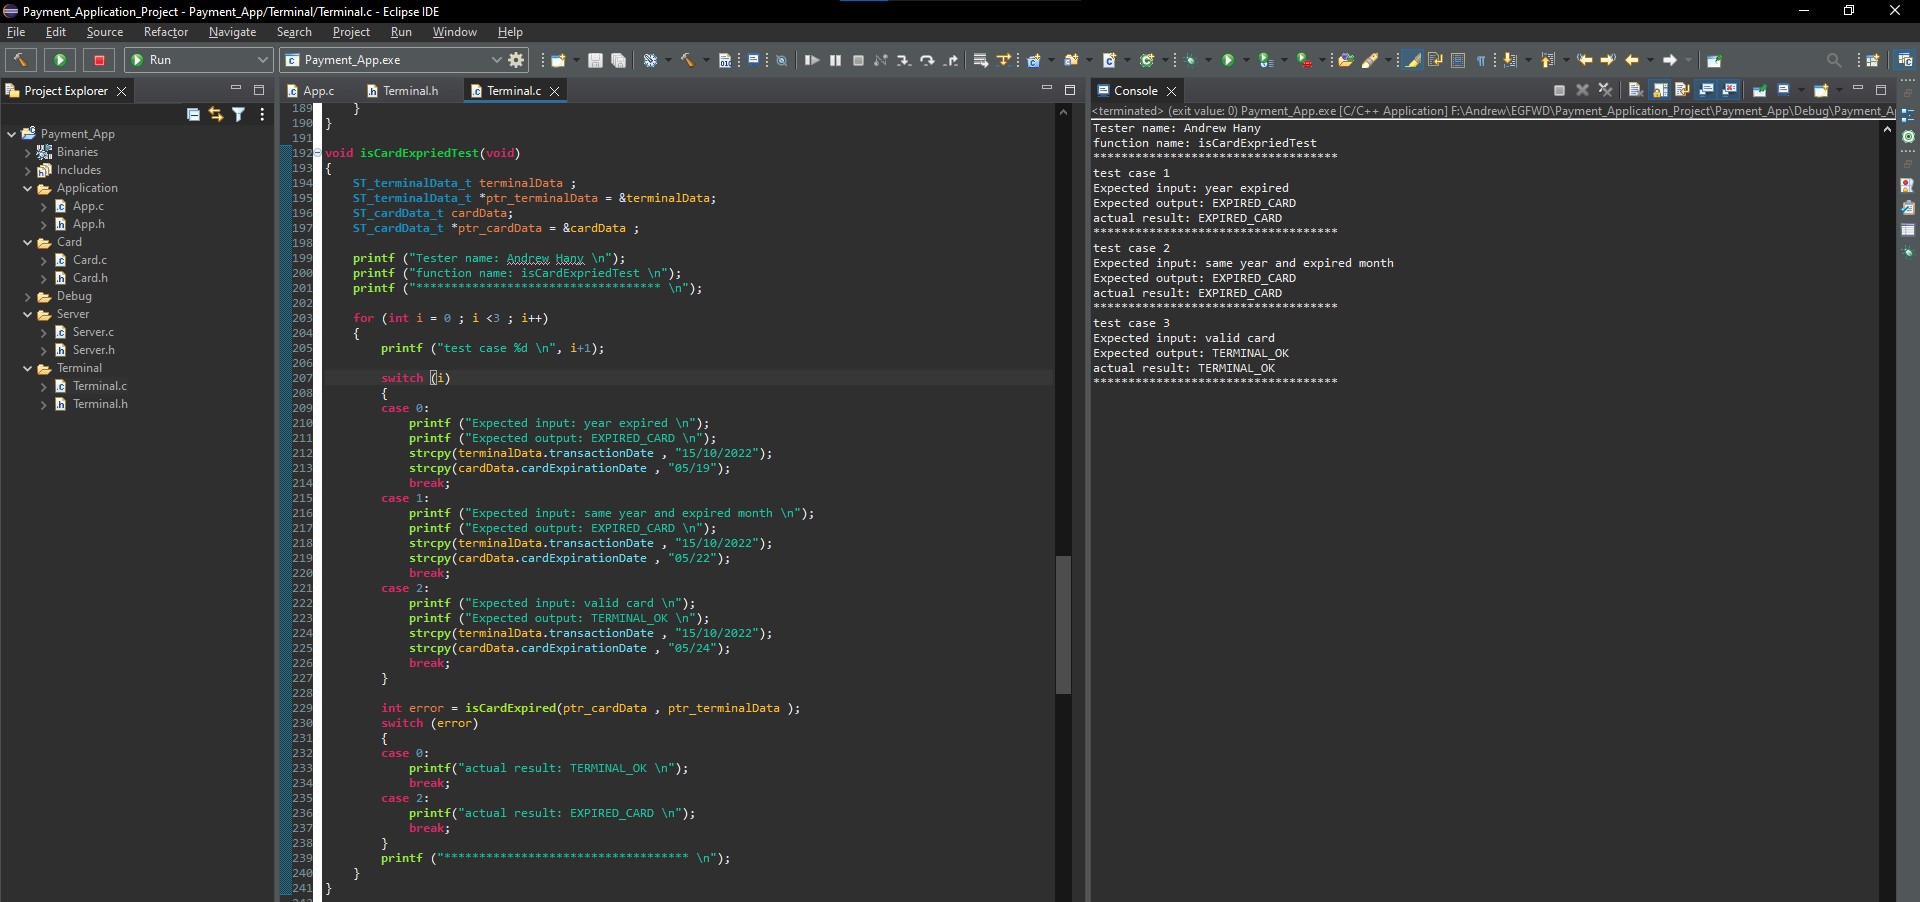 Payment_Application_Project - Payment_App/Terminal/Terminal.c - Eclipse IDE
File Edit Source Refactor Navigate Search Project Run Window Help
Run
Payment_App.exe
Project Explorer
Payment_App
Binaries
Includes
Application
App.c
App.h
Card
Card.c
Card.h
Debug
Server
Server.c
Server.h
Terminal
Terminal.c
Terminal.h
App.c Terminal.h Terminal.c
189 }
190 }
191
192 void isCardExpriedTest(void)
193 {
194 ST_terminalData_t terminalData ;
195 ST_terminalData_t *ptr_terminalData = &terminalData;
196 ST_cardData_t cardData;
197 ST_cardData_t *ptr_cardData = &cardData ;
198
199 printf ("Tester name: Andrew Hany \n");
200 printf ("function name: isCardExpriedTest \n");
201 printf ("*********************************** \n");
202
203 for (int i = 0 ; i <3 ; i++)
204 {
205 printf ("test case %d \n", i+1);
206
207 switch (i)
208 {
209 case 0:
210 printf ("Expected input: year expired \n");
211 printf ("Expected output: EXPIRED_CARD \n");
212 strcpy(terminalData.transactionDate , "15/10/2022");
213 strcpy(cardData.cardExpirationDate , "05/19");
214 break;
215 case 1:
216 printf ("Expected input: same year and expired month \n");
217 printf ("Expected output: EXPIRED_CARD \n");
218 strcpy(terminalData.transactionDate , "15/10/2022");
219 strcpy(cardData.cardExpirationDate , "05/22");
220 break;
221 case 2:
222 printf ("Expected input: valid card \n");
223 printf ("Expected output: TERMINAL_OK \n");
224 strcpy(terminalData.transactionDate , "15/10/2022");
225 strcpy(cardData.cardExpirationDate , "05/24");
226 break;
227 }
228
229 int error = isCardExpired(ptr_cardData , ptr_terminalData );
230 switch (error)
231 {
232 case 0:
233 printf("actual result: TERMINAL_OK \n");
234 break;
235 case 2:
236 printf("actual result: EXPIRED_CARD \n");
237 break;
238 }
239 printf ("*********************************** \n");
240 }
241 }
Console
<terminated> (exit value: 0) Payment_App.exe [C/C++ Application] F:\Andrew\EGFWD\Payment_Application_Project\Payment_App\Debug\Payment_A
Tester name: Andrew Hany
function name: isCardExpriedTest
***********************************
test case 1
Expected input: year expired
Expected output: EXPIRED_CARD
actual result: EXPIRED_CARD
***********************************
test case 2
Expected input: same year and expired month
Expected output: EXPIRED_CARD
actual result: EXPIRED_CARD
***********************************
test case 3
Expected input: valid card
Expected output: TERMINAL_OK
actual result: TERMINAL_OK
***********************************